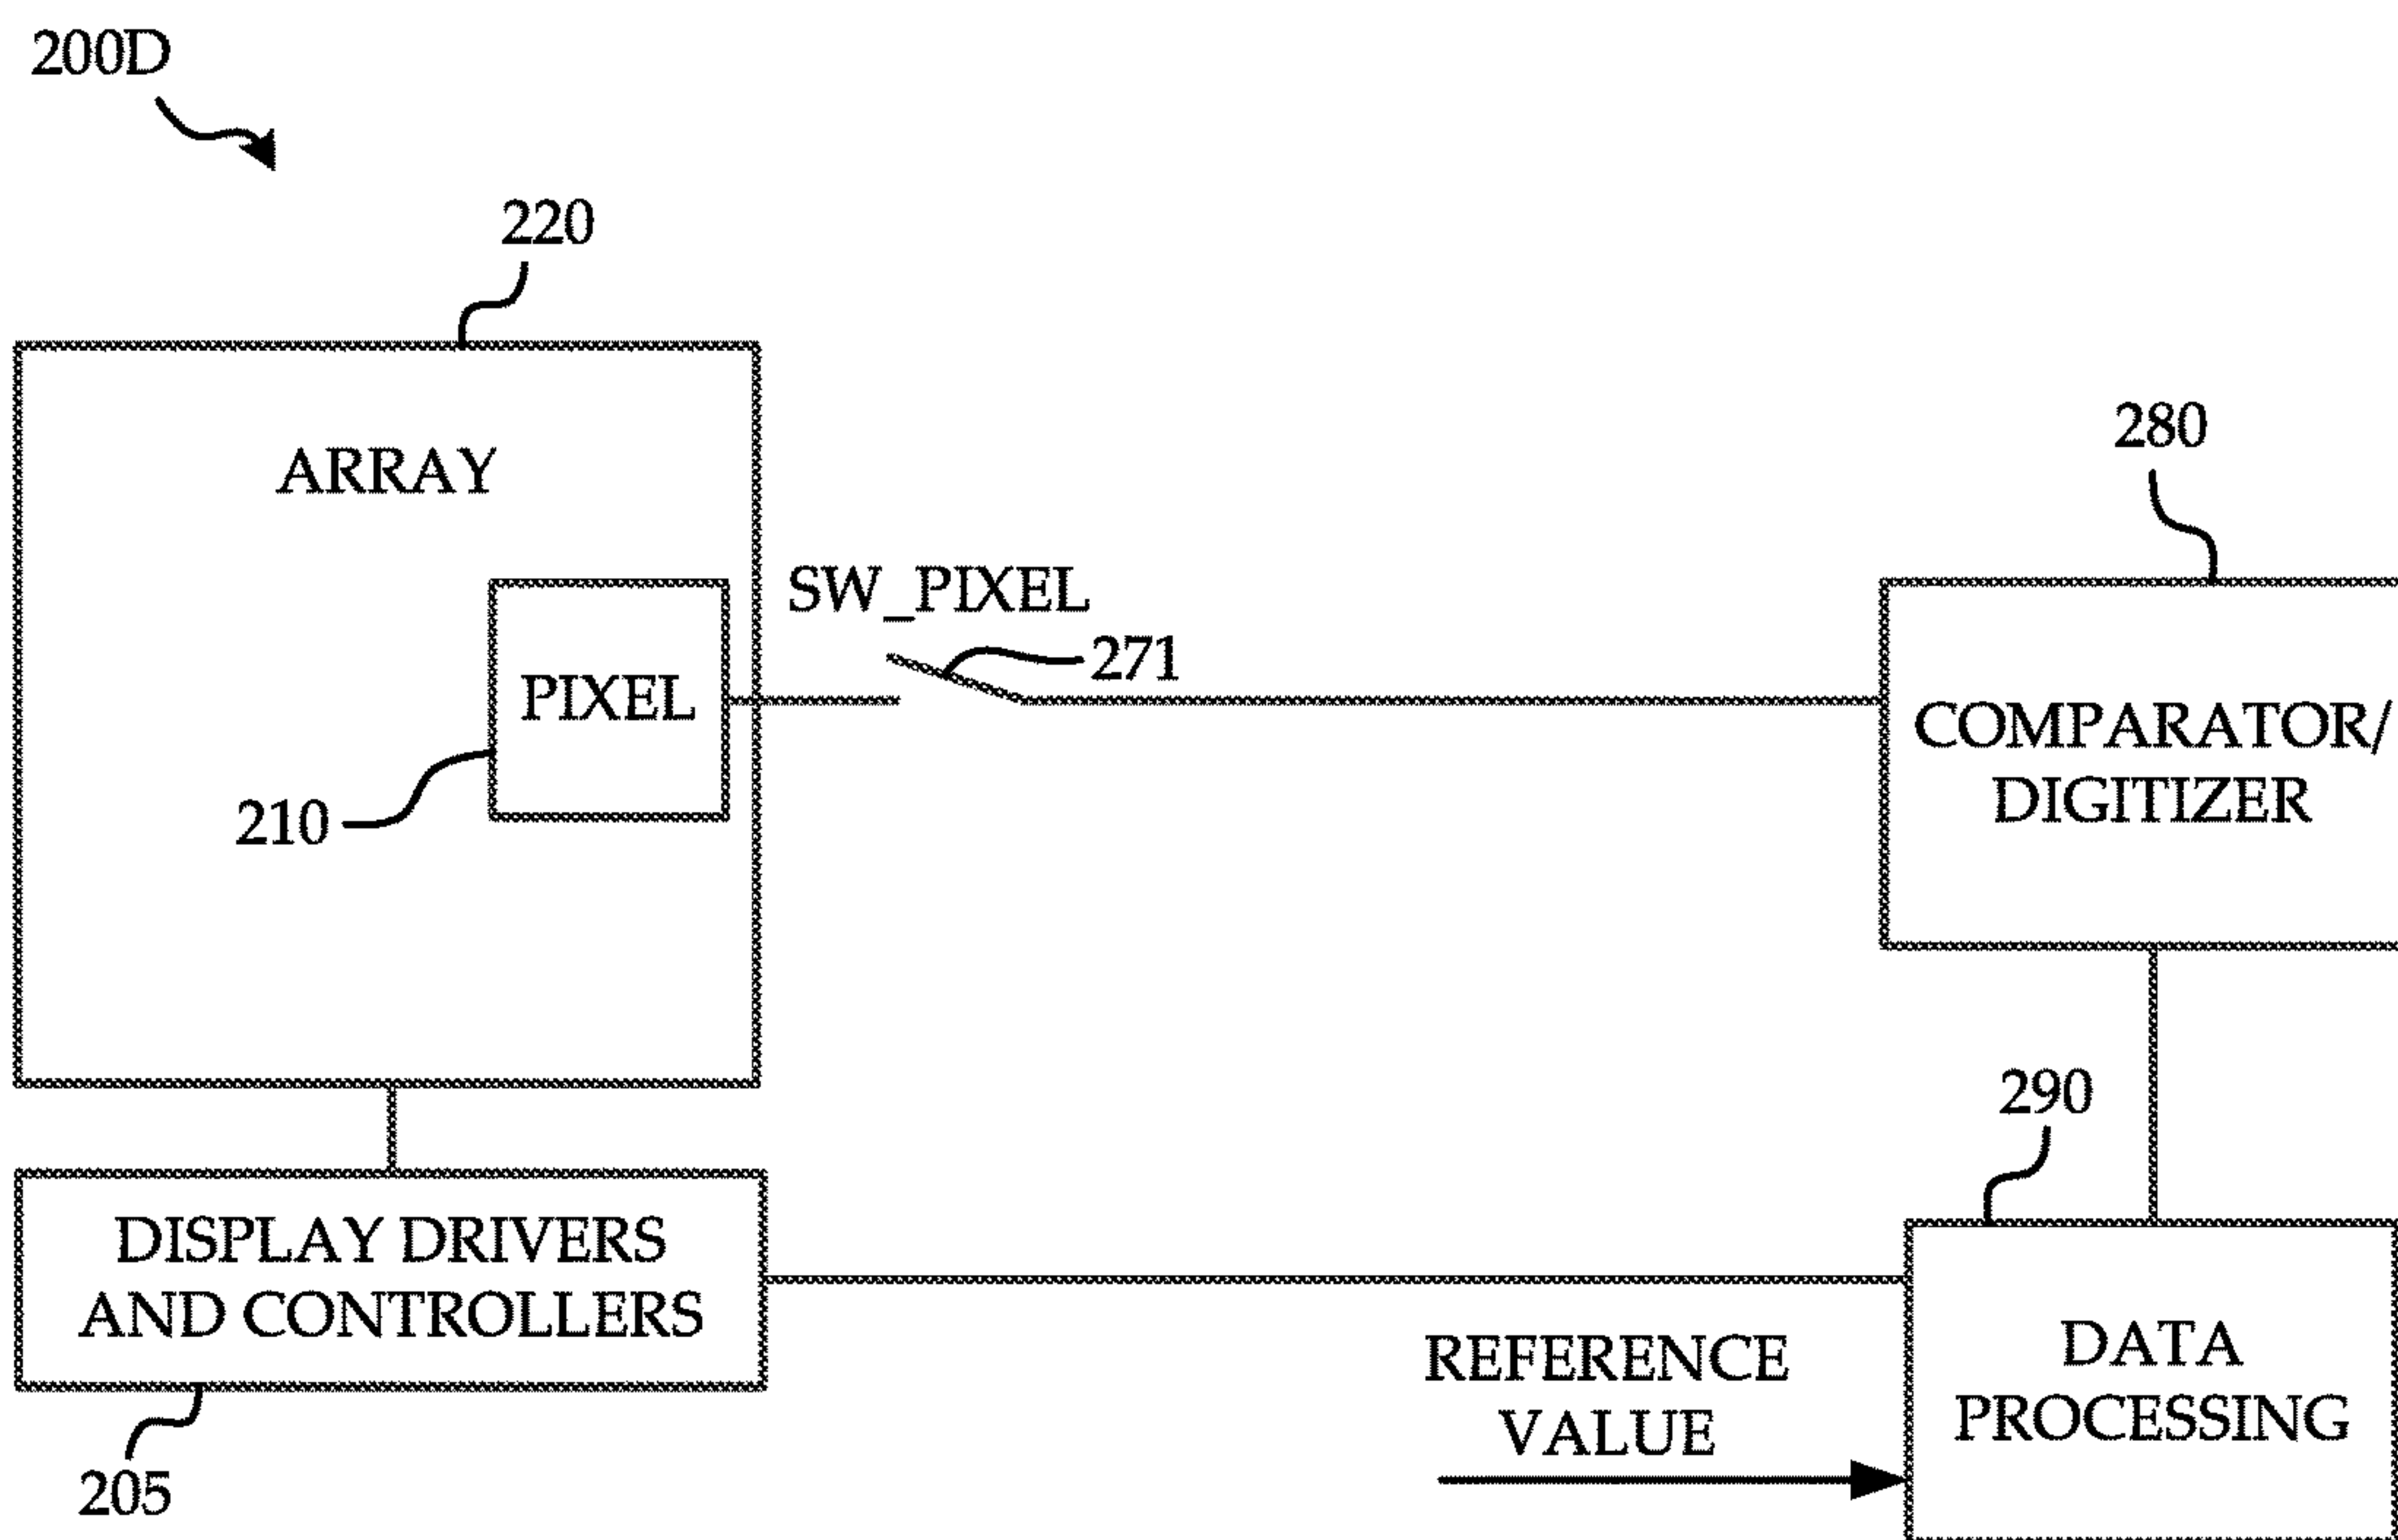 200D
220
ARRAY
280
SW_PIXEL
271
PIXEL
210
COMPARATOR/
DIGITIZER
290
DISPLAY DRIVERS
AND CONTROLLERS
205
REFERENCE
VALUE
DATA
PROCESSING